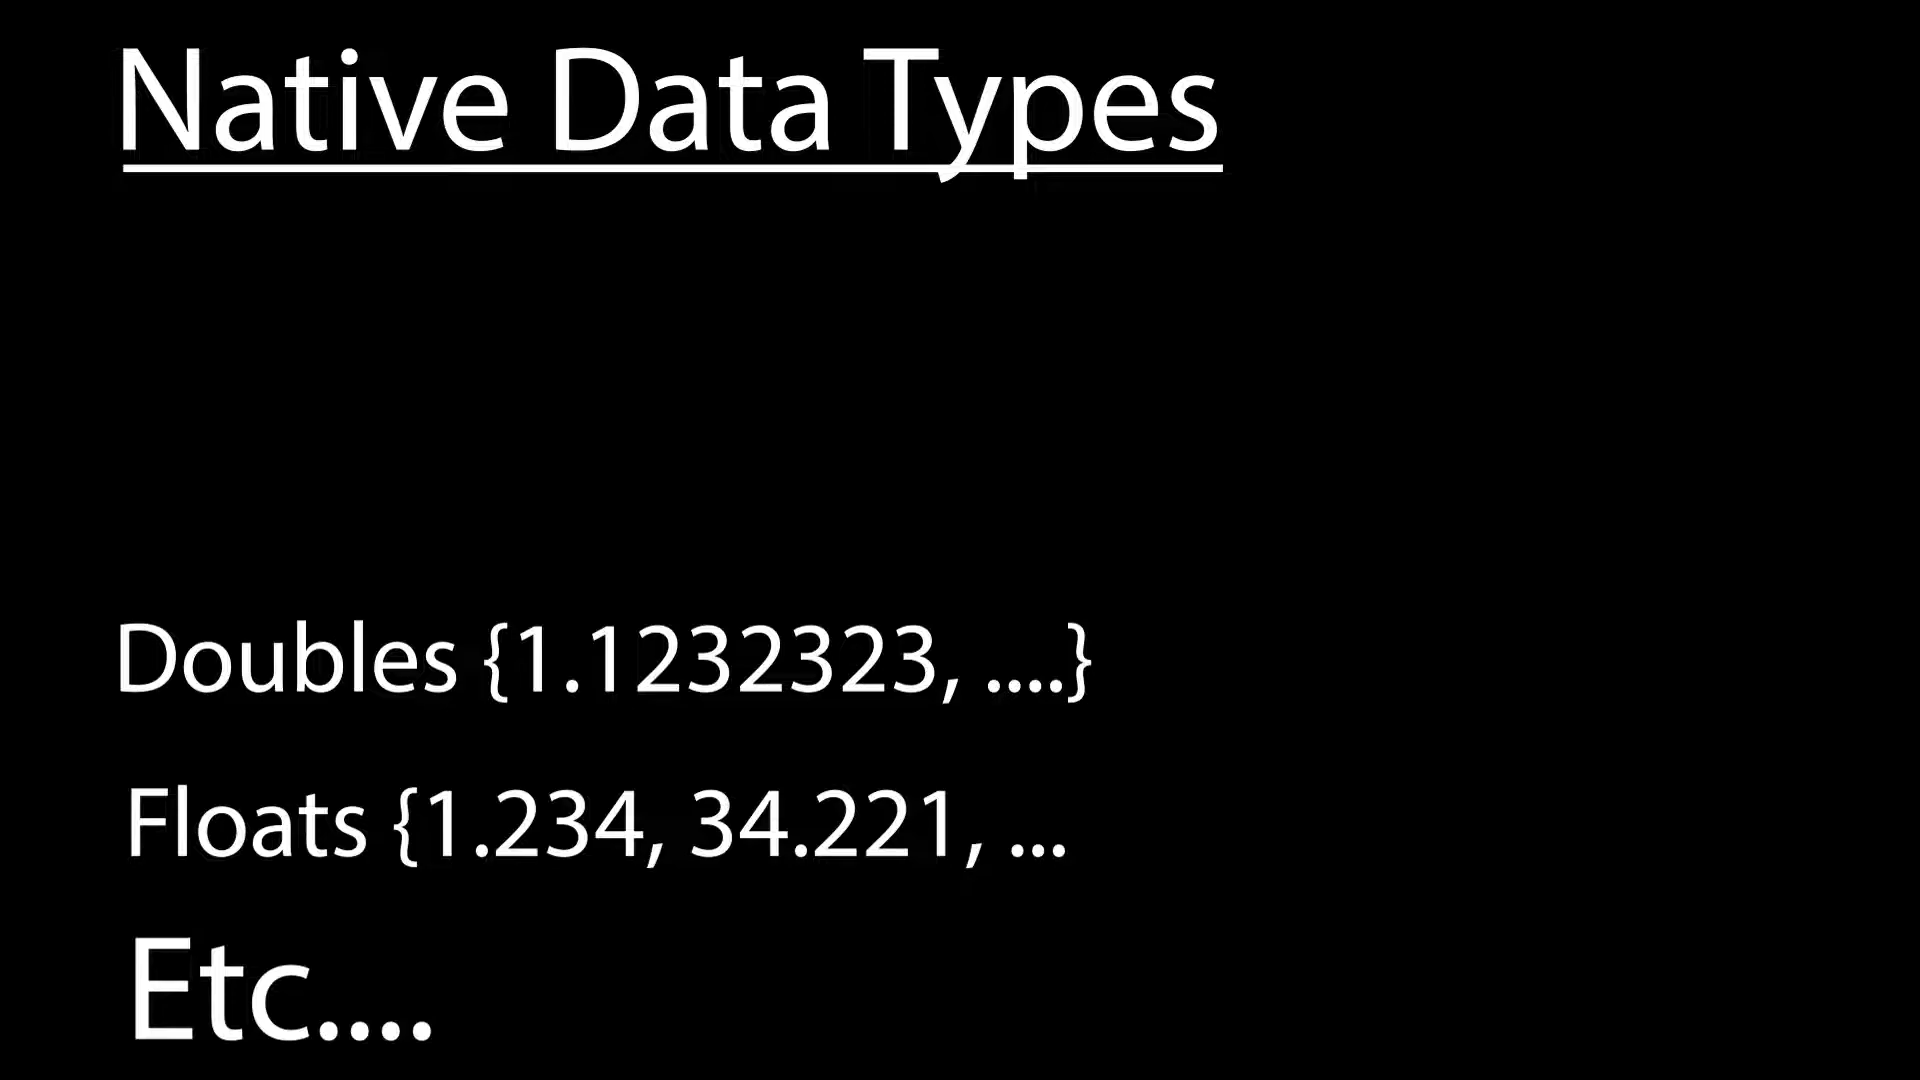 Native Data Types
Doubles {1.1232323, ....}
Floats {1.234, 34.221, ...
Etc....